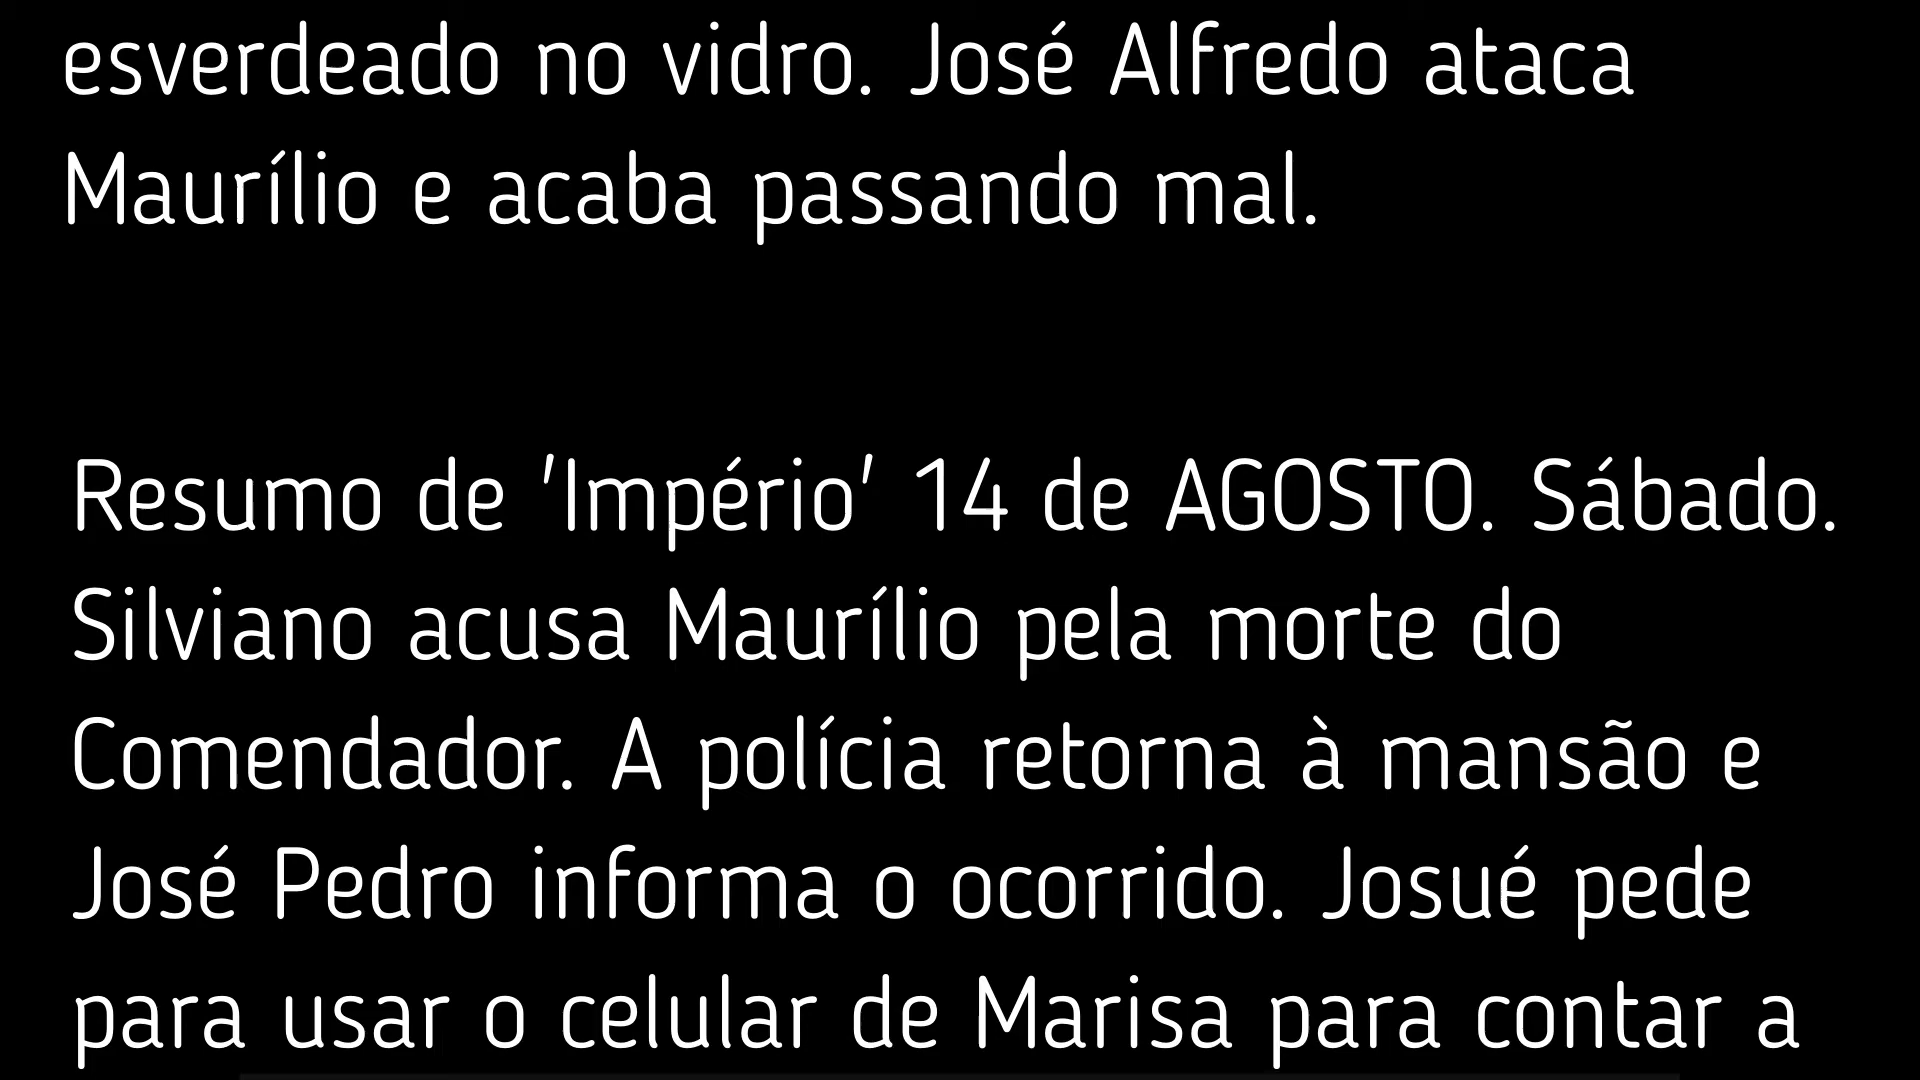 esverdeado no vidro. José Alfredo ataca
Maurílio e acaba passando mal.
Resumo de 'Império' 14 de AGOSTO. Sábado.
Silviano acusa Maurílio pela morte do
Comendador. A polícia retorna à mansão e
José Pedro informa o ocorrido. Josué pede
para usar o celular de Marisa para contar a